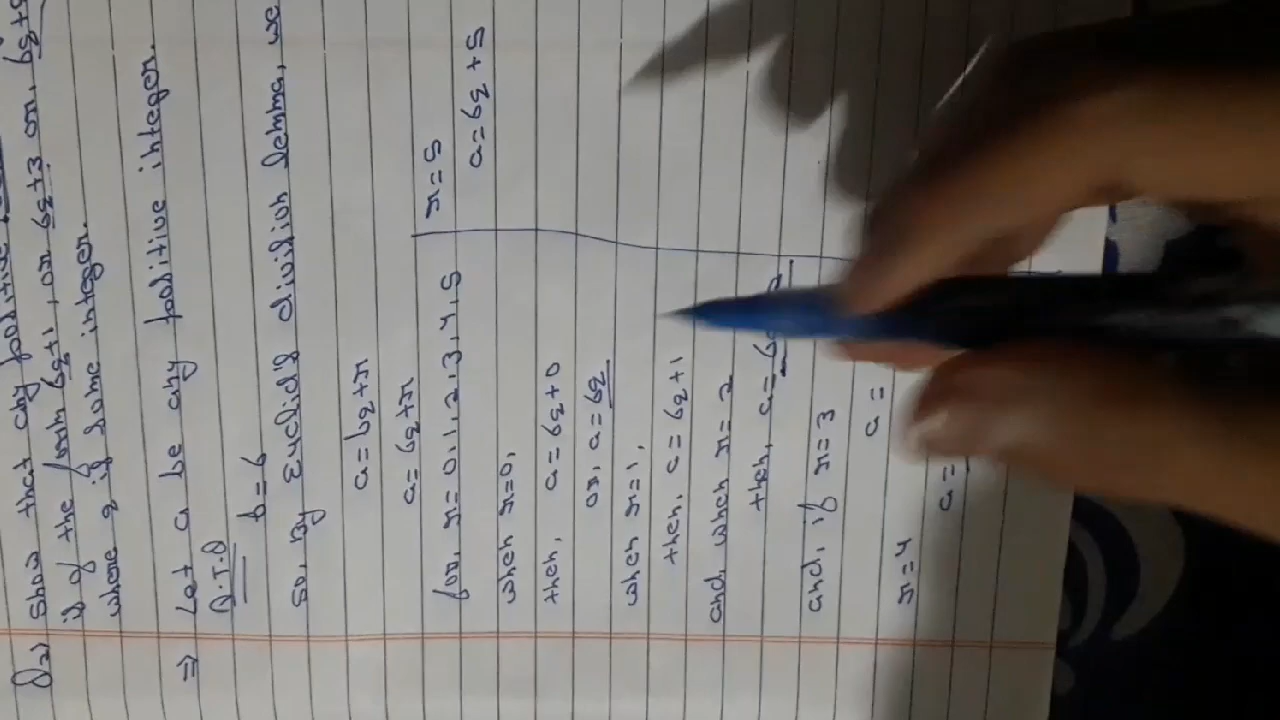 Q2) Show that any positive
is of the form 6q+1, or 6q+3 or, 6q+5
where q is some integer.
⇒ Let a be any positive integer.
A.T.Q
b = 6
so, By Euclid's division lemma, we
a = bq+r
a = 6q+r
for, r = 0, 1, 2, 3, 4, 5
when r=0,
then, a = 6q+0
or, a = 6q
when r=1,
then, a = 6q+1
and, when r = 2
then, a = 6q
and, if r = 3
a =
r = 4
a =
r = 5
a = 6q+5